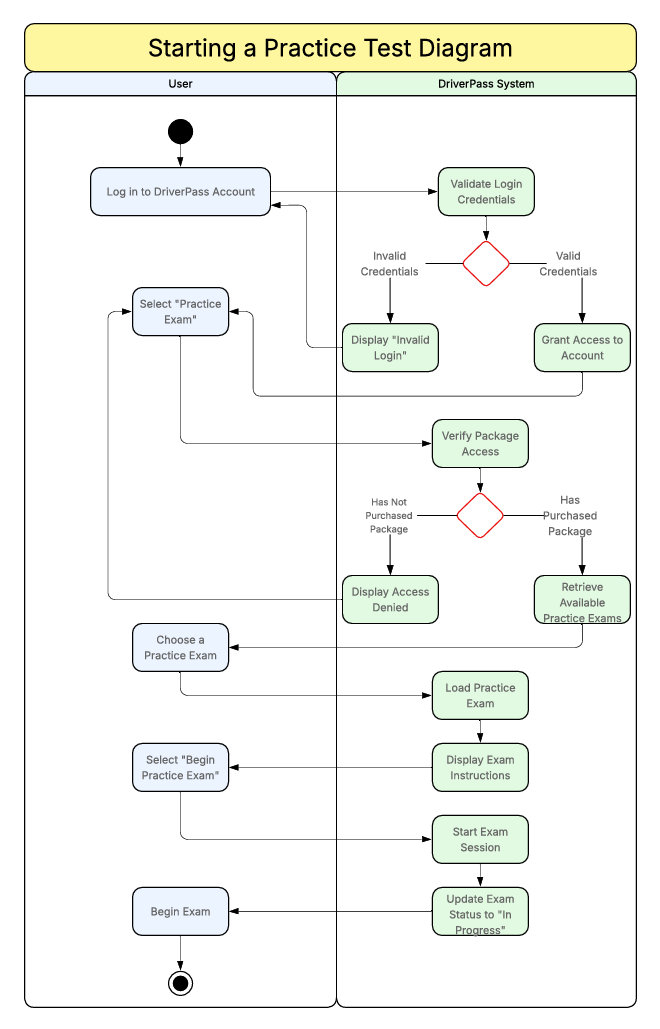 Starting a Practice Test Diagram
User
DriverPass System
Log in to DriverPass Account
Validate Login
Credentials
Invalid
Credentials
Valid
Credentials
Select "Practice
Exam"
Display "Invalid
Login"
Grant Access to
Account
Verify Package
Access
Has Not
Purchased
Package
Has
Purchased
Package
Display Access
Denied
Retrieve
Available
Practice Exams
Choose a
Practice Exam
Load Practice
Exam
Select "Begin
Practice Exam"
Display Exam
Instructions
Start Exam
Session
Begin Exam
Update Exam
Status to "In
Progress"